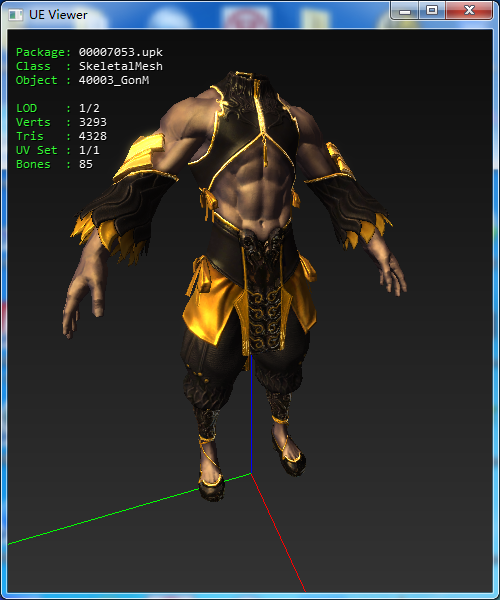 UE Viewer
Package: 00007053.upk
Class  : SkeletalMesh
Object : 40003_GonM
LOD    : 1/2
Verts  : 3293
Tris   : 4328
UV Set : 1/1
Bones  : 85